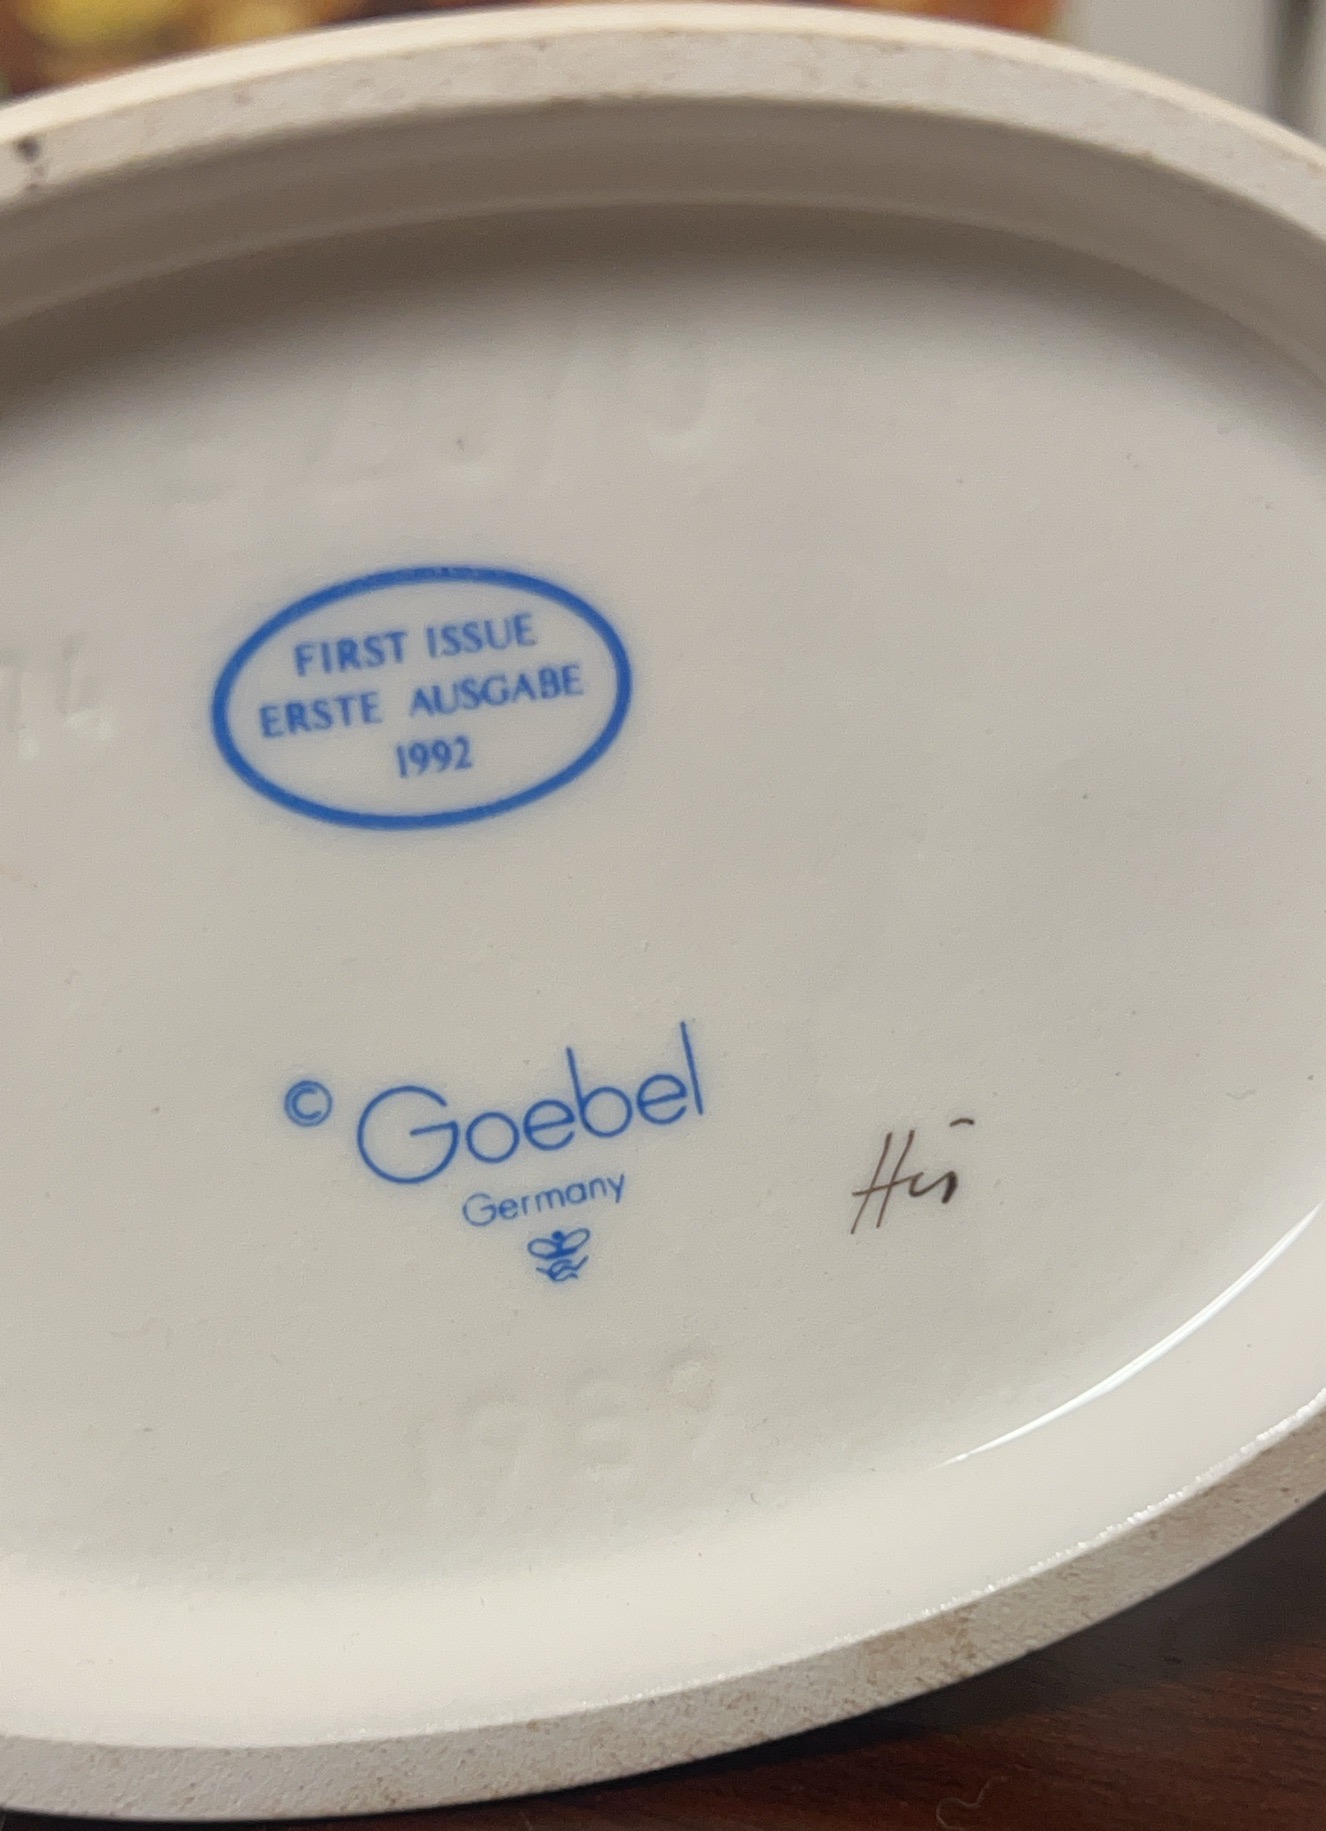 FIRST ISSUE
ERSTE AUSGABE
1992
© Goebel
Germany